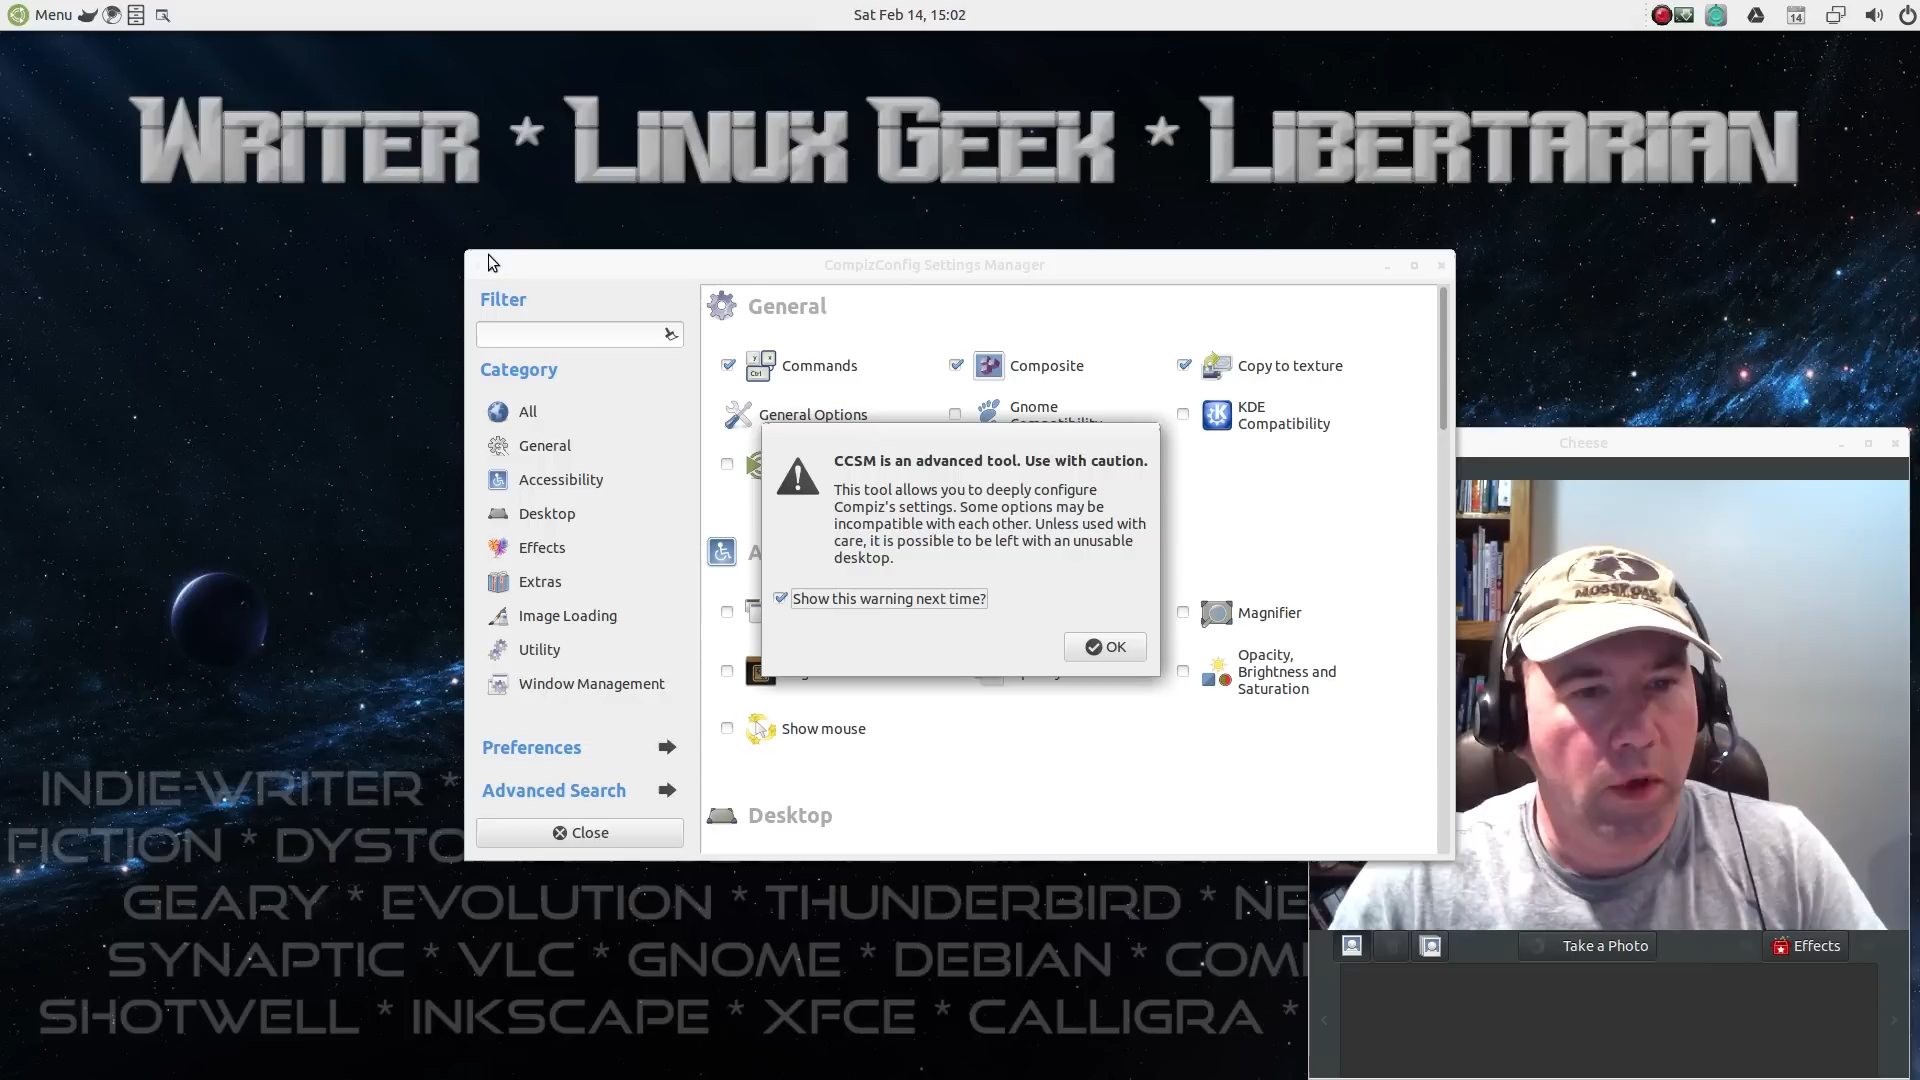 Menu
Sat Feb 14, 15:02
14
WRITER * LINUX GEEK * LIBERTARIAN
CompizConfig Settings Manager
Filter
Category
All
General
Accessibility
Desktop
Effects
Extras
Image Loading
Utility
Window Management
Preferences
Advanced Search
Close
General
Commands
Composite
Copy to texture
General Options
Gnome
KDE
Compatibility
CCSM is an advanced tool. Use with caution.
This tool allows you to deeply configure
Compiz's settings. Some options may be
incompatible with each other. Unless used with
care, it is possible to be left with an unusable
desktop.
Show this warning next time?
OK
Magnifier
Opacity,
Brightness and
Saturation
Show mouse
Desktop
Cheese
MOSSY OAK
Take a Photo
Effects
INDIE-WRITER *
FICTION * DYSTO
GEARY * EVOLUTION * THUNDERBIRD * NE
SYNAPTIC * VLC * GNOME * DEBIAN * COM
SHOTWELL * INKSCAPE * XFCE * CALLIGRA *